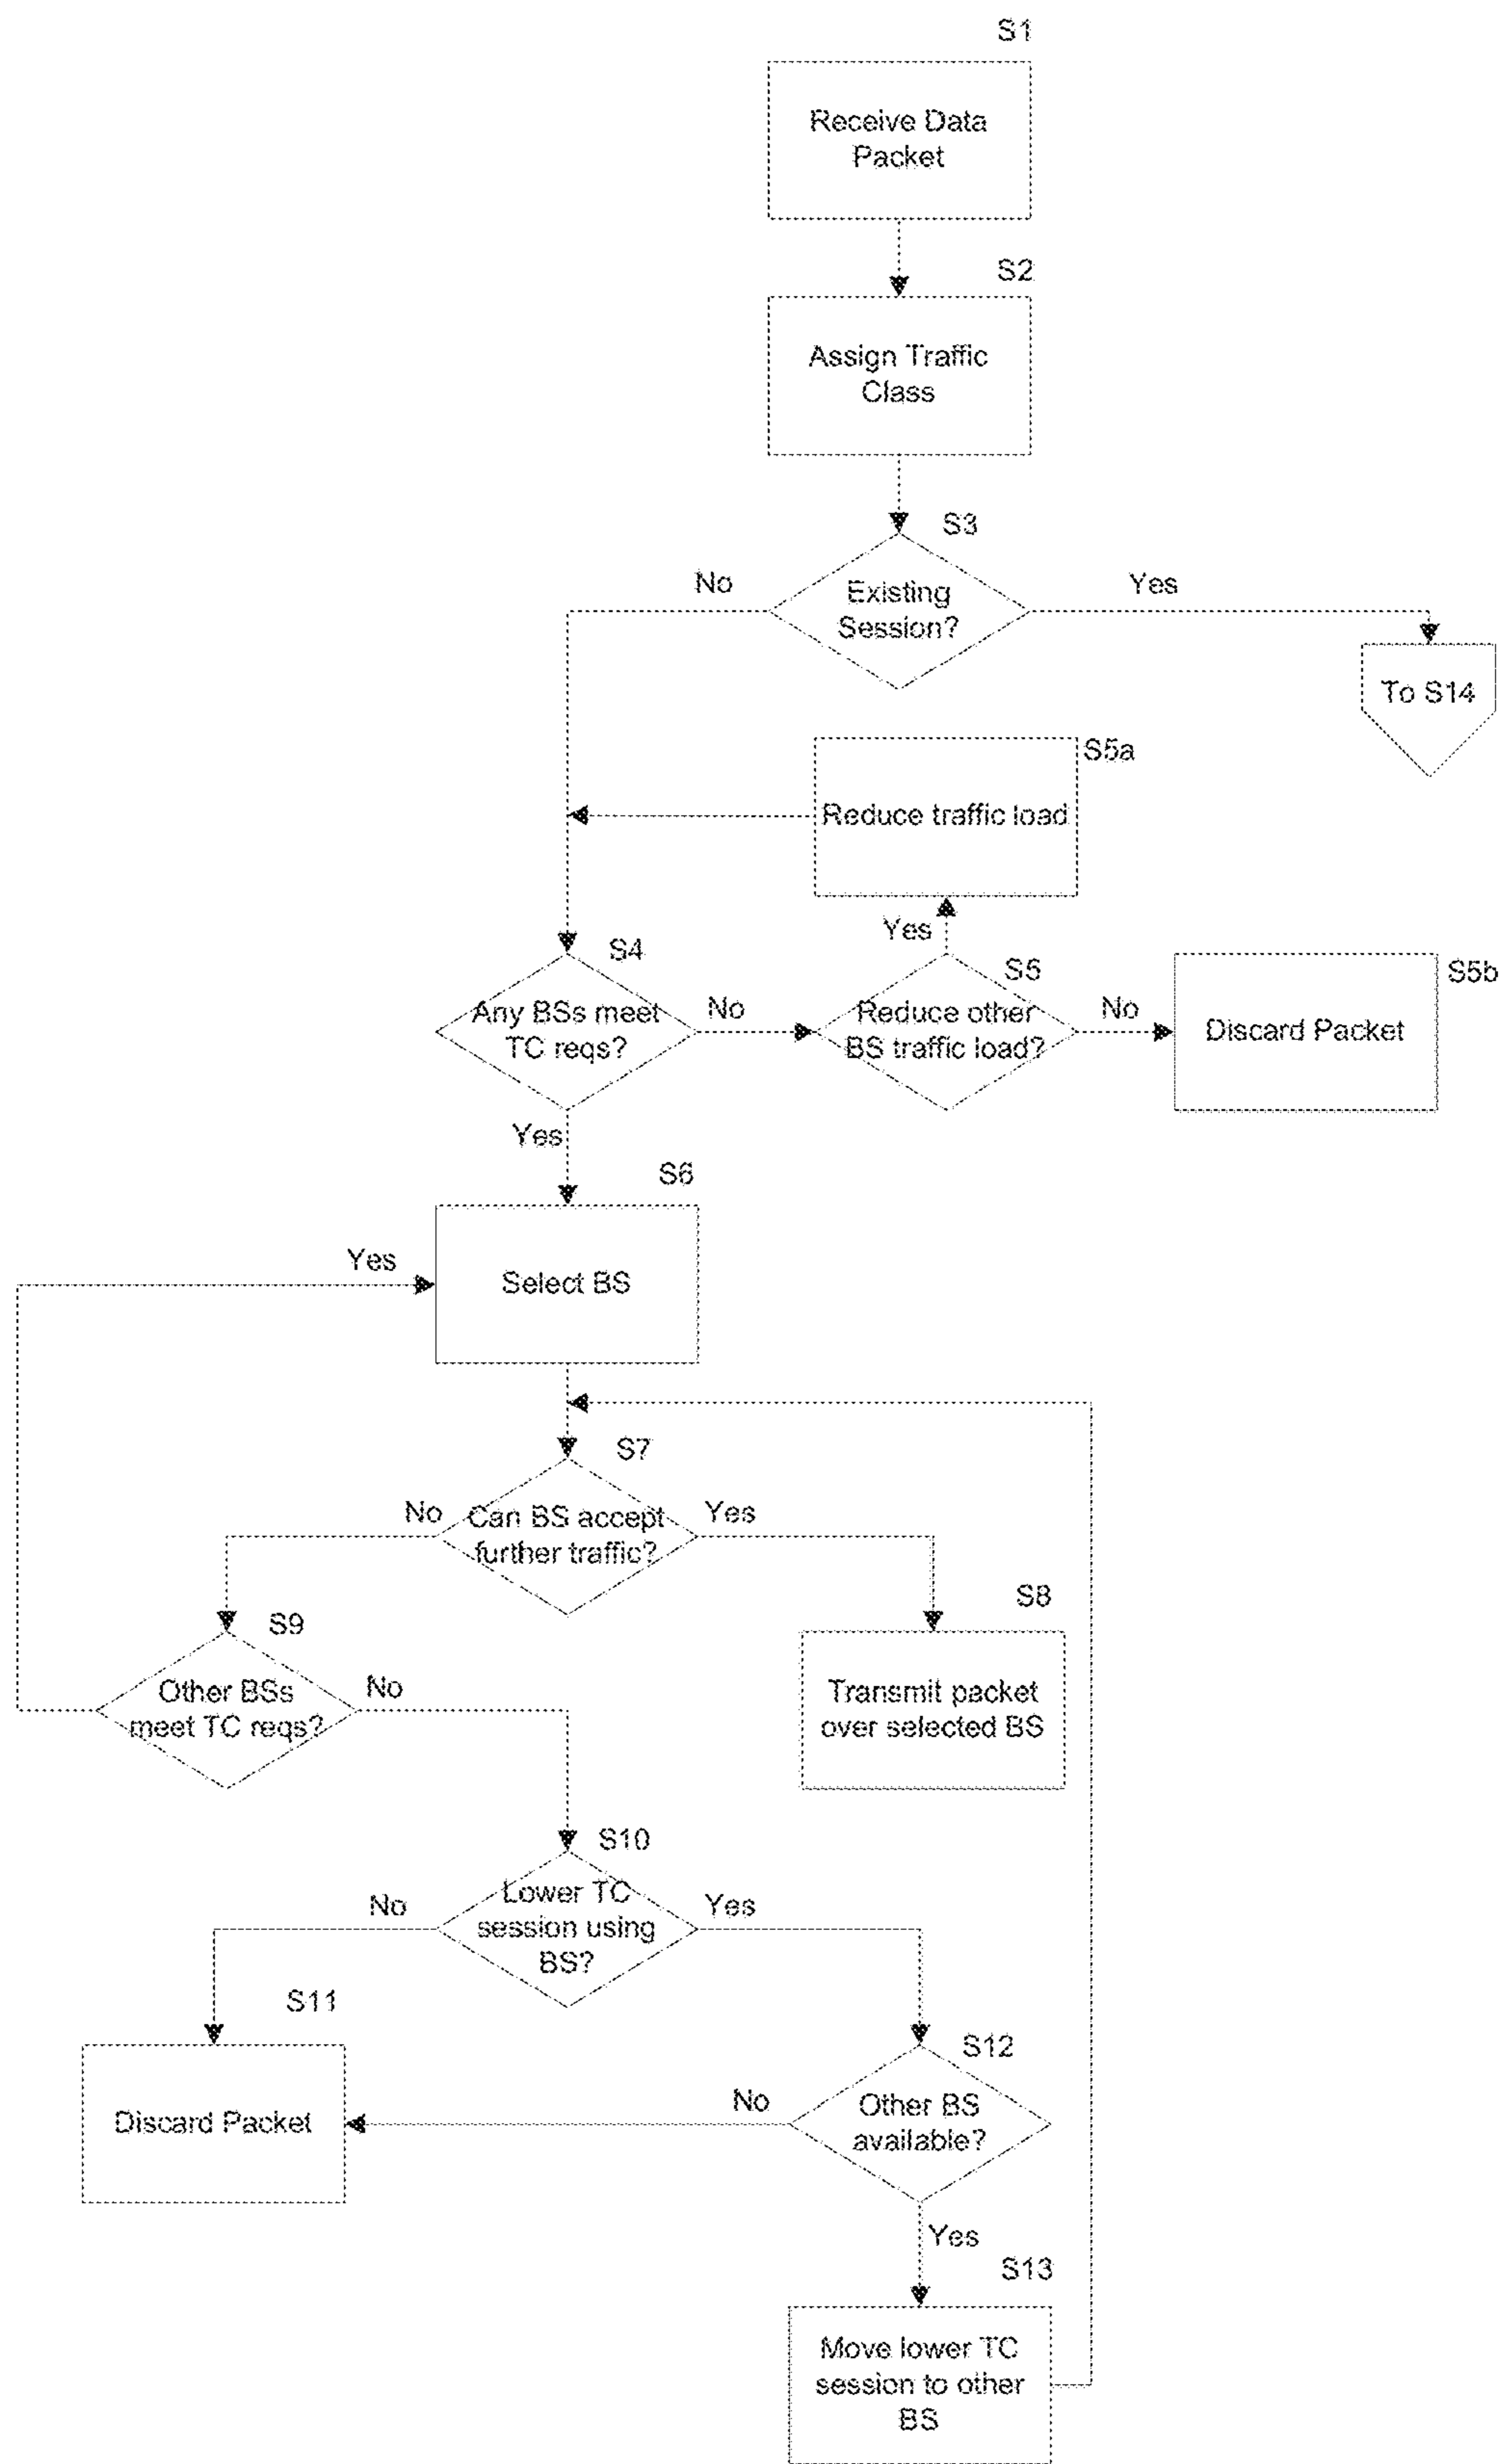 S1
Receive Data
Packet
S2
Assign Traffic
Class
S3
Existing
Session?
No
Yes
To S14
S5a
Reduce traffic load
Yes
S4
Any BSs meet
TC reqs?
No
S5
Reduce other
BS traffic load?
No
S5b
Discard Packet
Yes
S6
Select BS
Yes
S7
Can BS accept
further traffic?
No
Yes
S8
Transmit packet
over selected BS
S9
Other BSs
meet TC reqs?
No
S10
Lower TC
session using
BS?
No
Yes
S11
Discard Packet
S12
Other BS
available?
No
Yes
S13
Move lower TC
session to other
BS